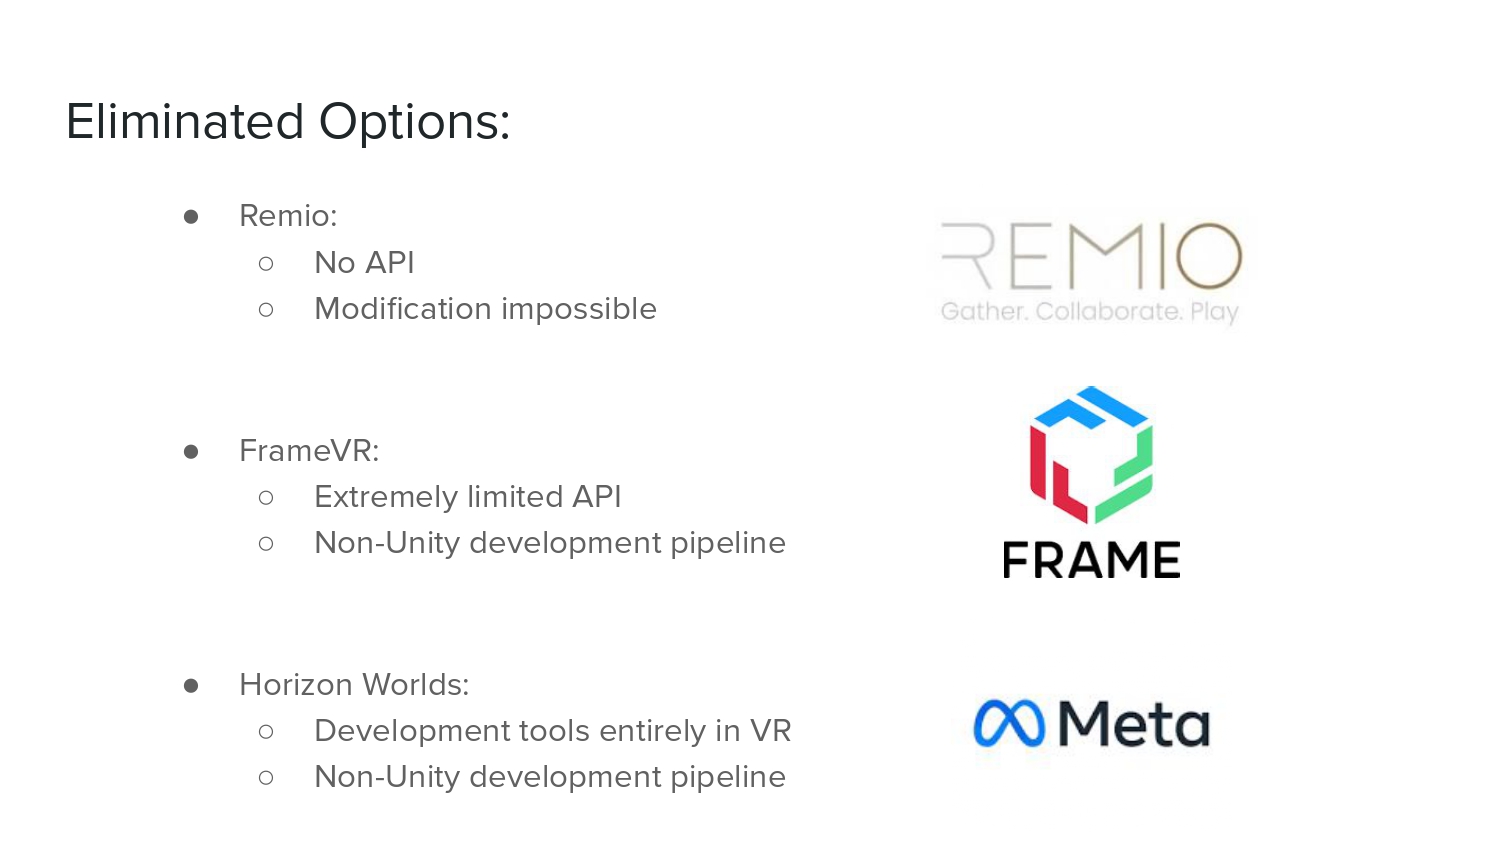 Eliminated Options:
● Remio:
○ No API
○ Modification impossible
REMIO
Gather. Collaborate. Play
● FrameVR:
○ Extremely limited API
○ Non-Unity development pipeline
FRAME
● Horizon Worlds:
○ Development tools entirely in VR
○ Non-Unity development pipeline
Meta